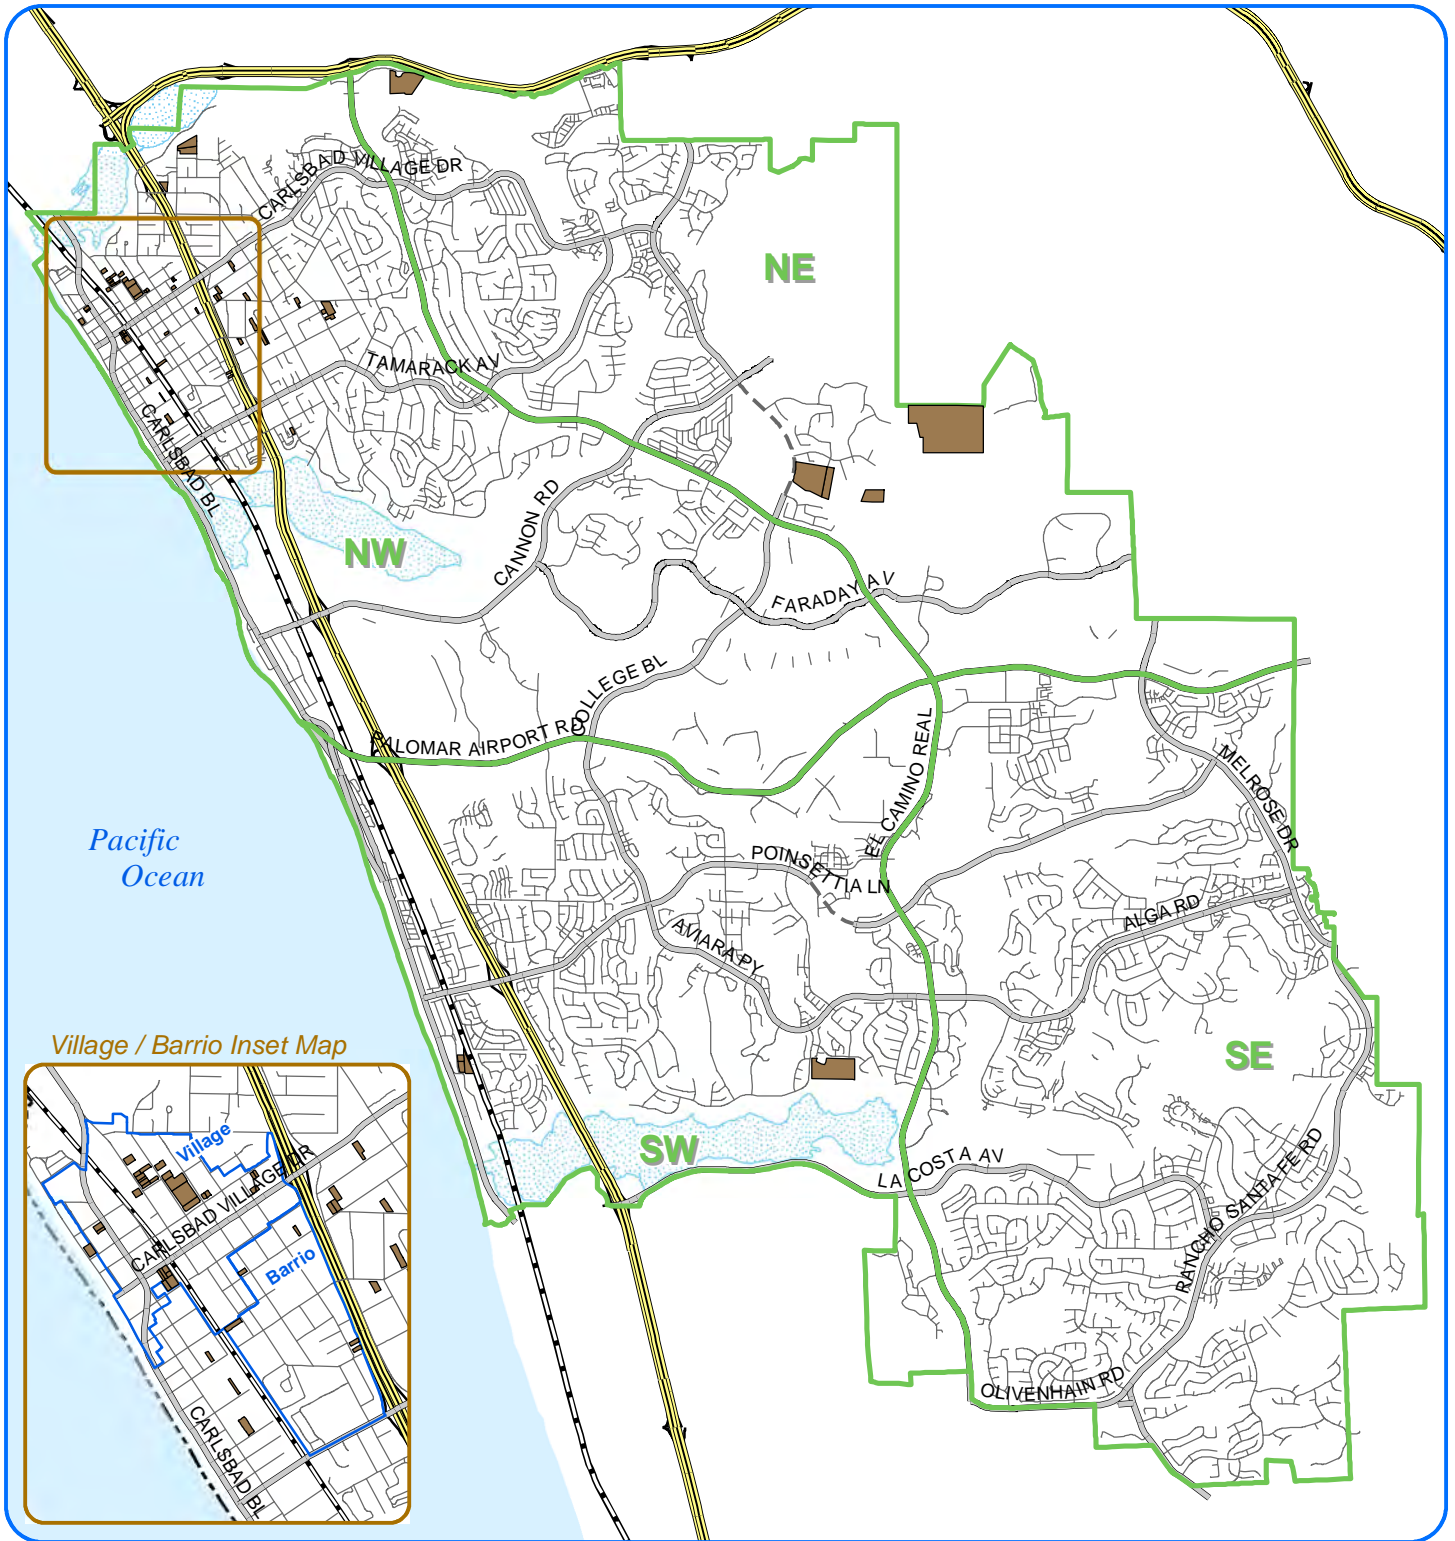 CARLSBAD VILLAGE DR
NE
TAMARACK AV
CARLSBAD BL
NW
CANNON RD
FARADAY AV
COLLEGE BL
PALOMAR AIRPORT RD
EL CAMINO REAL
MELROSE DR
Pacific
Ocean
POINSETTIA LN
ALGA RD
AVIARA PY
SE
SW
LA COSTA AV
RANCHO SANTA FE RD
OLIVENHAIN RD
Village / Barrio Inset Map
Village
CARLSBAD VILLAGE DR
Barrio
CARLSBAD BL